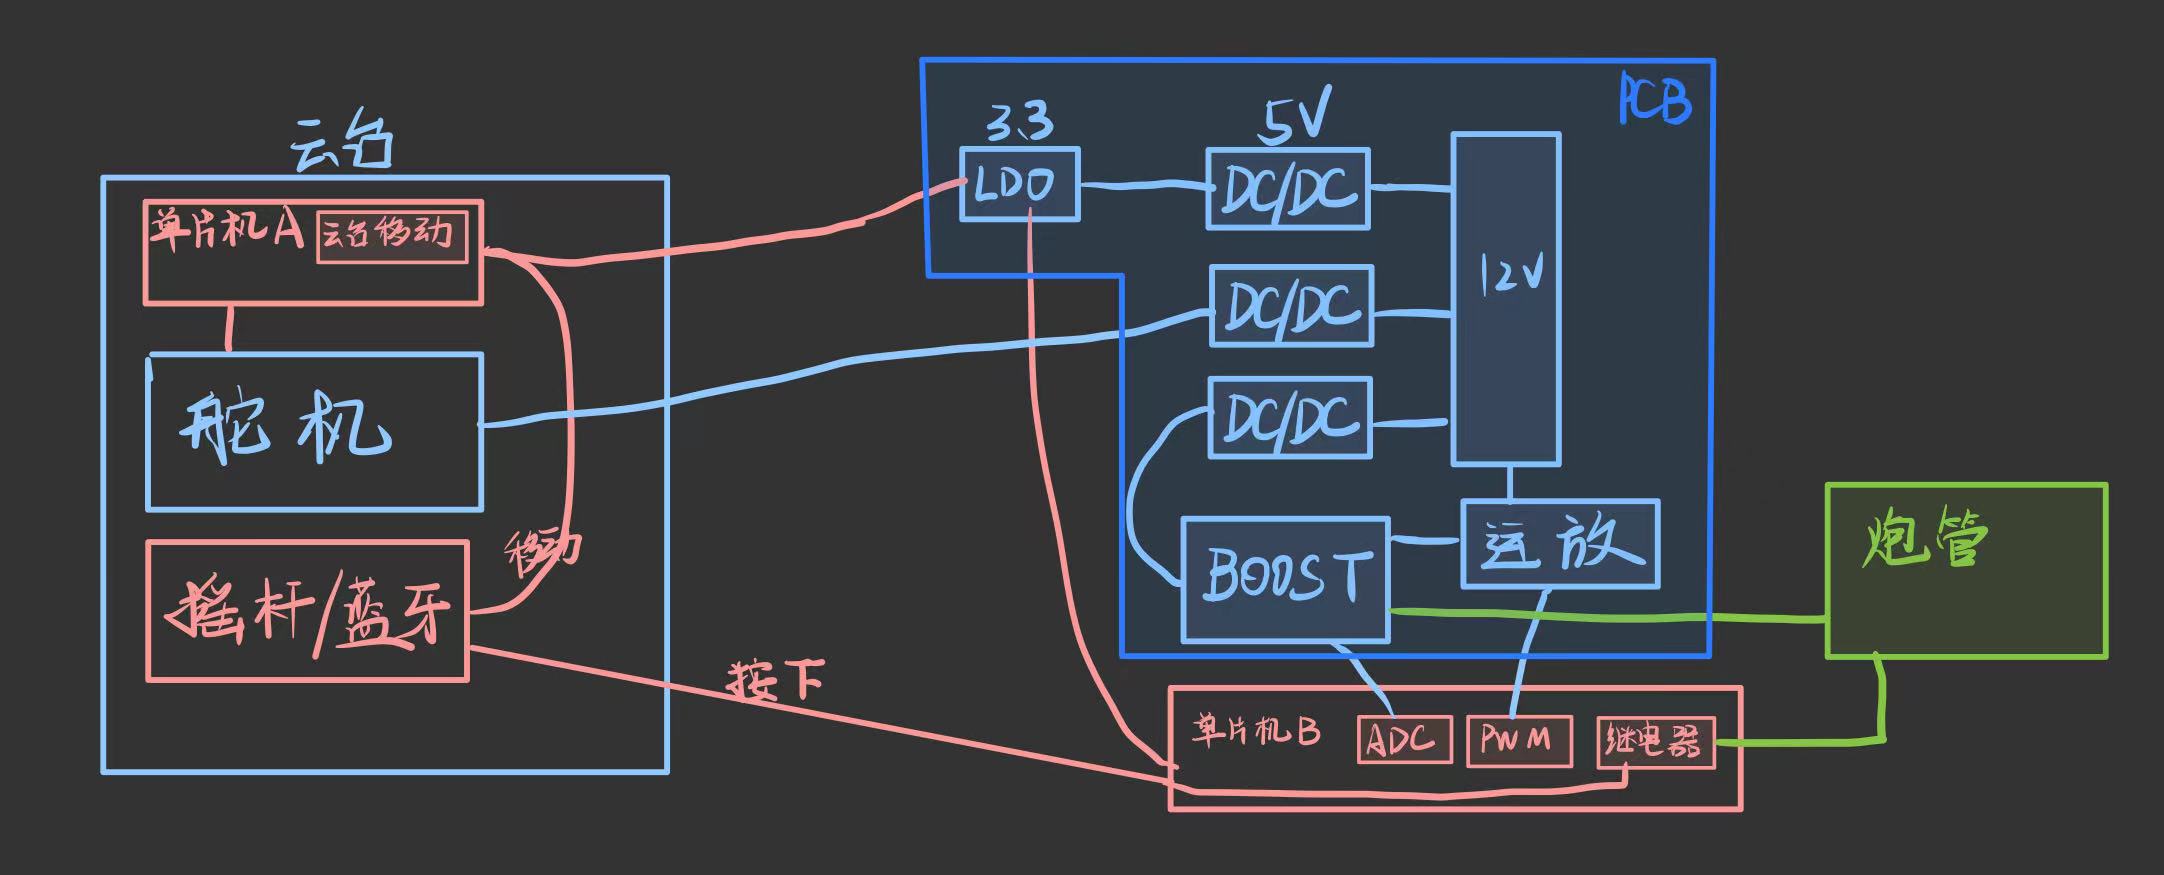 云台
单片机A
云台移动
舵机
摇杆/蓝牙
移动
按下
PCB
3.3
LDO
5V
DC/DC
12V
DC/DC
DC/DC
BOOST
运放
炮管
单片机B
ADC
PWM
继电器